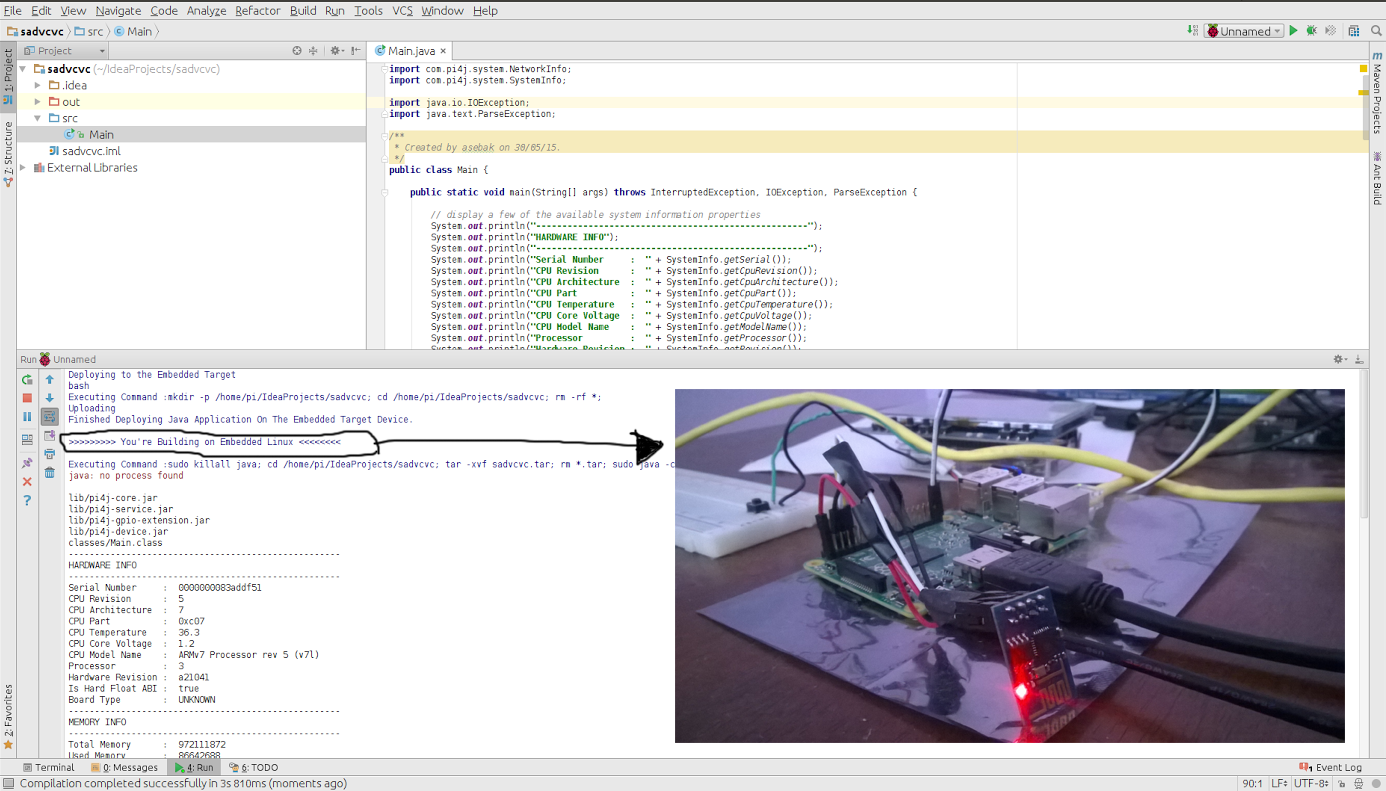 File Edit View Navigate Code Analyze Refactor Build Run Tools VCS Window Help
sadvcvc src Main Unnamed
Project Main.java
1: Project
sadvcvc (~/IdeaProjects/sadvcvc)
.idea
out
src
Main
sadvcvc.iml
External Libraries
Z: Structure
2: Favorites
import com.pi4j.system.NetworkInfo;
import com.pi4j.system.SystemInfo;
import java.io.IOException;
import java.text.ParseException;
/**
* Created by asebak on 30/05/15.
*/
public class Main {
public static void main(String[] args) throws InterruptedException, IOException, ParseException {
// display a few of the available system information properties
System.out.println("----------------------------------------------------");
System.out.println("HARDWARE INFO");
System.out.println("----------------------------------------------------");
System.out.println("Serial Number : " + SystemInfo.getSerial());
System.out.println("CPU Revision : " + SystemInfo.getCpuRevision());
System.out.println("CPU Architecture : " + SystemInfo.getCpuArchitecture());
System.out.println("CPU Part : " + SystemInfo.getCpuPart());
System.out.println("CPU Temperature : " + SystemInfo.getCpuTemperature());
System.out.println("CPU Core Voltage : " + SystemInfo.getCpuVoltage());
System.out.println("CPU Model Name : " + SystemInfo.getModelName());
System.out.println("Processor : " + SystemInfo.getProcessor());
System.out.println("Hardware Revision : " + SystemInfo.getRevision());
Maven Projects
Ant Build
Run Unnamed
Deploying to the Embedded Target
bash
Executing Command :mkdir -p /home/pi/IdeaProjects/sadvcvc; cd /home/pi/IdeaProjects/sadvcvc; rm -rf *;
Uploading
Finished Deploying Java Application On The Embedded Target Device.
>>>>>>>>> You're Building on Embedded Linux <<<<<<<<
Executing Command :sudo killall java; cd /home/pi/IdeaProjects/sadvcvc; tar -xvf sadvcvc.tar; rm *.tar; sudo java -c
java: no process found
lib/pi4j-core.jar
lib/pi4j-service.jar
lib/pi4j-gpio-extension.jar
lib/pi4j-device.jar
classes/Main.class
----------------------------------------------------
HARDWARE INFO
----------------------------------------------------
Serial Number : 0000000083addf51
CPU Revision : 5
CPU Architecture : 7
CPU Part : 0xc07
CPU Temperature : 36.3
CPU Core Voltage : 1.2
CPU Model Name : ARMv7 Processor rev 5 (v7l)
Processor : 3
Hardware Revision : a21041
Is Hard Float ABI : true
Board Type : UNKNOWN
----------------------------------------------------
MEMORY INFO
----------------------------------------------------
Total Memory : 972111872
Used Memory : 86642688
Terminal 0: Messages 4: Run 6: TODO 1 Event Log
Compilation completed successfully in 3s 810ms (moments ago) 90:1 LF UTF-8